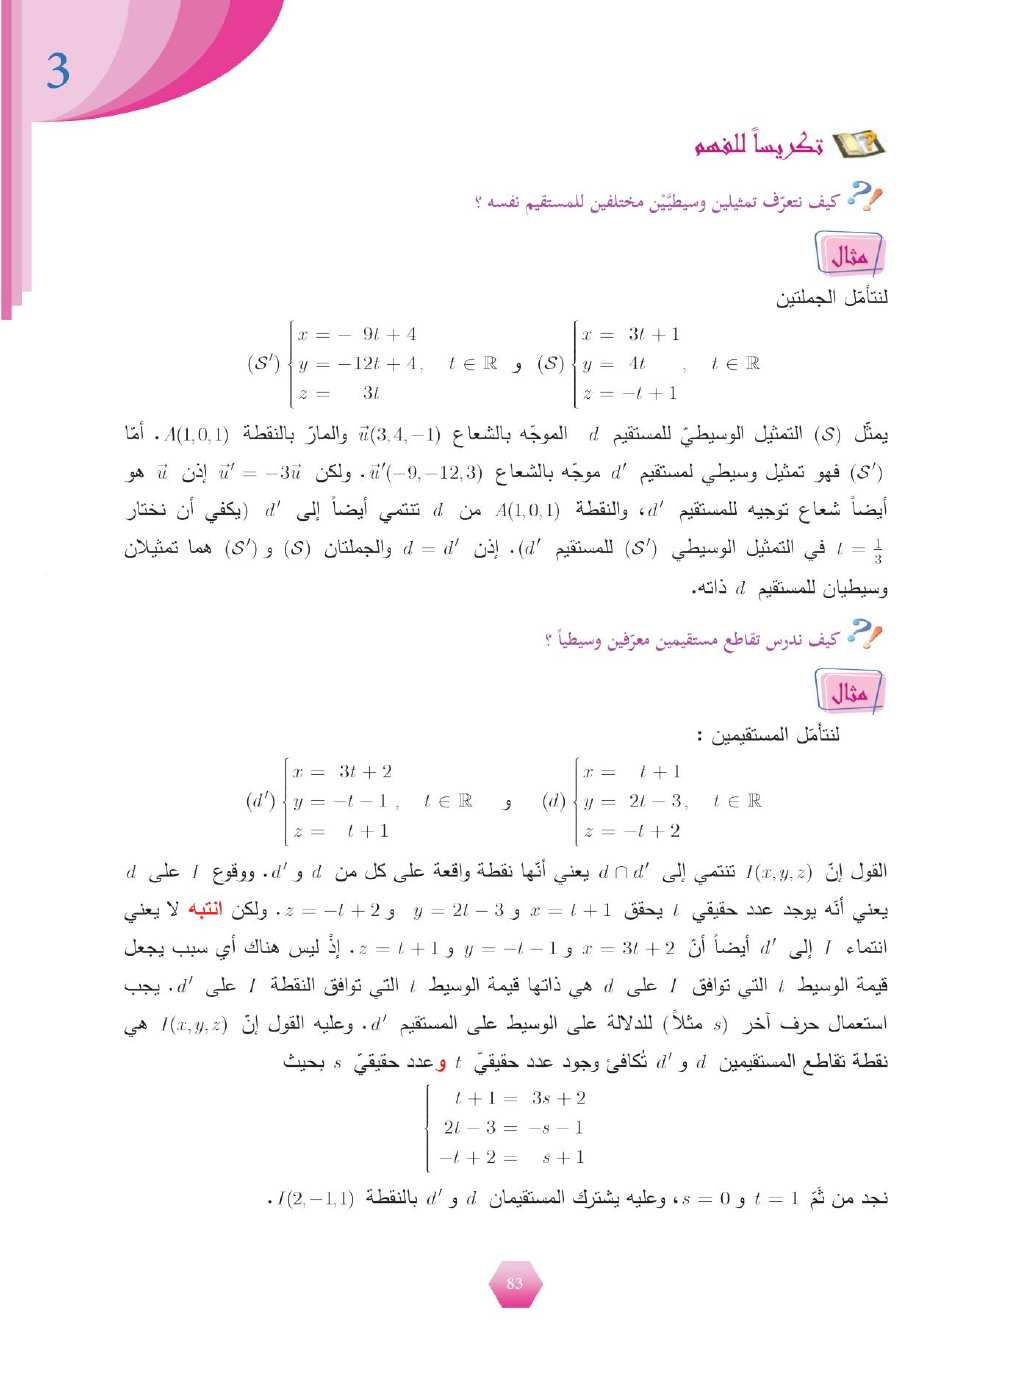 3
تكريساً للفهم
كيف نتعرّف تمثيلين وسيطيَّيْن مختلفين للمستقيم نفسه ؟
مثال
لنتأمّل الجملتين
(S) { x = 3t + 1 , y = 4t , z = −t + 1 , t ∈ ℝ و (S′) { x = − 9t + 4 , y = −12t + 4 , z = 3t , t ∈ ℝ
يمثّل (S) التمثيل الوسيطيّ للمستقيم d الموجّه بالشعاع u⃗(3,4,−1) والمارّ بالنقطة A(1,0,1). أمّا
(S′) فهو تمثيل وسيطي لمستقيم d′ موجّه بالشعاع u⃗′(−9,−12,3). ولكن u⃗′ = −3u⃗ إذن u⃗ هو
أيضاً شعاع توجيه للمستقيم d′، والنقطة A(1,0,1) من d تنتمي أيضاً إلى d′ (يكفي أن نختار
t = 1/3 في التمثيل الوسيطي (S′) للمستقيم d′). إذن d = d′ والجملتان (S) و (S′) هما تمثيلان
وسيطيان للمستقيم d ذاته.
كيف ندرس تقاطع مستقيمين معرّفين وسيطياً ؟
مثال
لنتأمّل المستقيمين :
(d) { x = t + 1 , y = 2t − 3 , z = −t + 2 , t ∈ ℝ و (d′) { x = 3t + 2 , y = −t − 1 , z = t + 1 , t ∈ ℝ
القول إنّ I(x,y,z) تنتمي إلى d ∩ d′ يعني أنّها نقطة واقعة على كل من d و d′. ووقوع I على d
يعني أنّه يوجد عدد حقيقي t يحقق x = t + 1 و y = 2t − 3 و z = −t + 2. ولكن انتبه لا يعني
انتماء I إلى d′ أيضاً أنّ x = 3t + 2 و y = −t − 1 و z = t + 1. إذْ ليس هناك أي سبب يجعل
قيمة الوسيط t التي توافق I على d هي ذاتها قيمة الوسيط t التي توافق النقطة I على d′. يجب
استعمال حرف آخر (s مثلاً) للدلالة على الوسيط على المستقيم d′. وعليه القول إنّ I(x,y,z) هي
نقطة تقاطع المستقيمين d و d′ تُكافئ وجود عدد حقيقيّ t وعدد حقيقيّ s بحيث
t + 1 = 3s + 2
2t − 3 = −s − 1
−t + 2 = s + 1
نجد من ثَمّ t = 1 و s = 0، وعليه يشترك المستقيمان d و d′ بالنقطة I(2,−1,1).
83